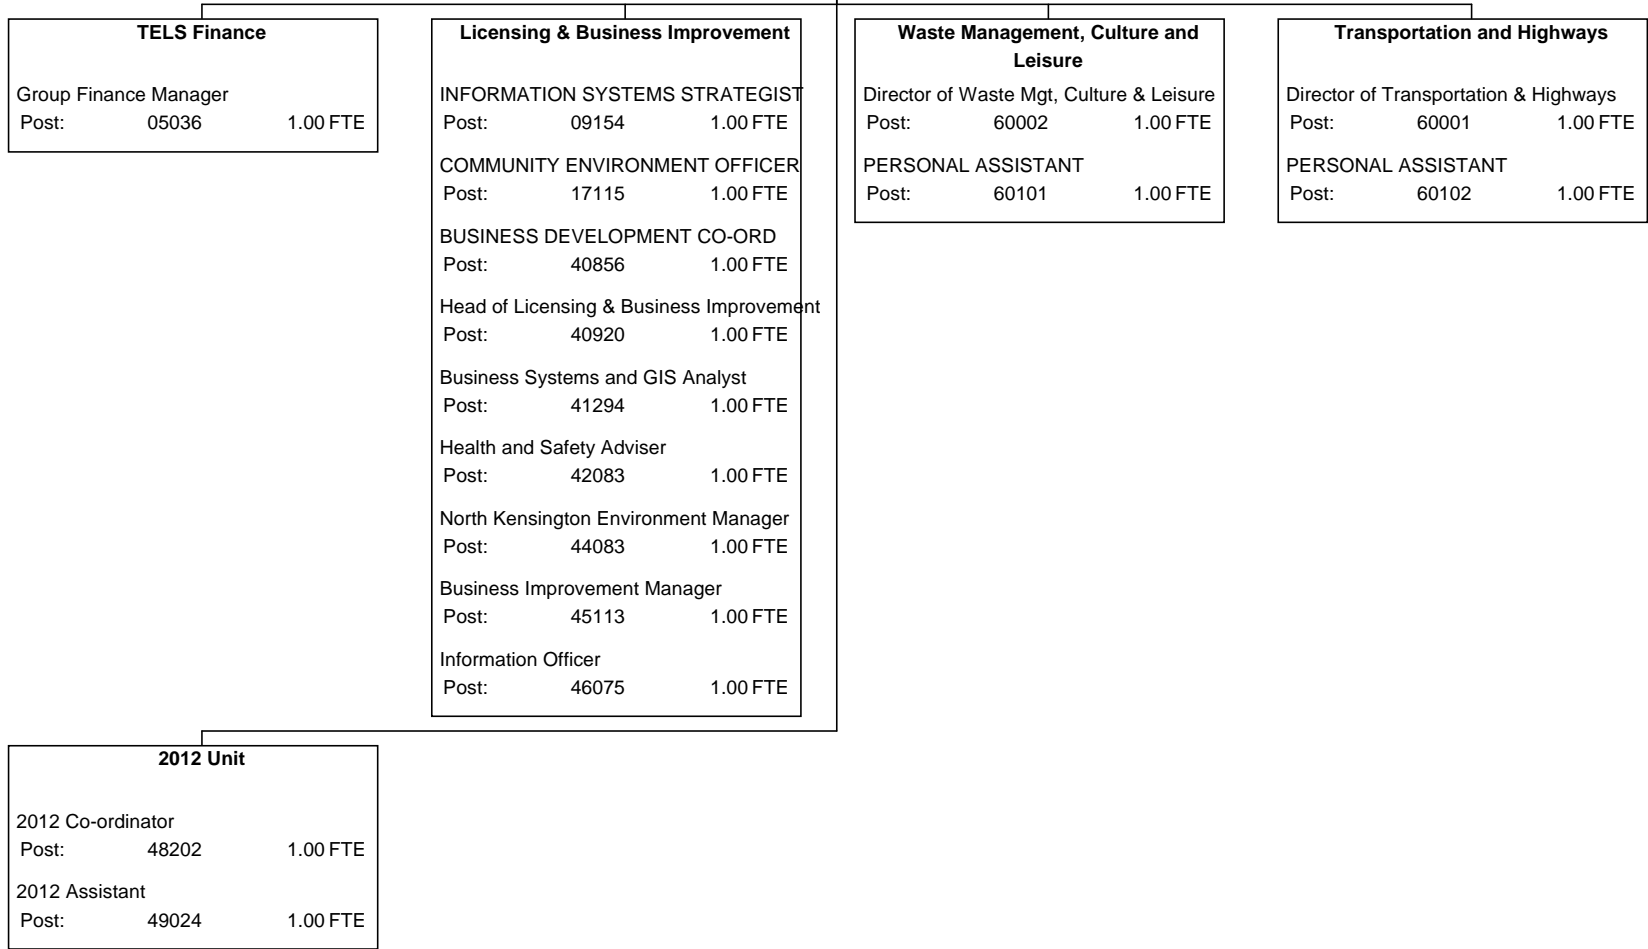 TELS Finance
Group Finance Manager
Post: 05036 1.00 FTE
Licensing & Business Improvement
INFORMATION SYSTEMS STRATEGIST
Post: 09154 1.00 FTE
COMMUNITY ENVIRONMENT OFFICER
Post: 17115 1.00 FTE
BUSINESS DEVELOPMENT CO-ORD
Post: 40856 1.00 FTE
Head of Licensing & Business Improvement
Post: 40920 1.00 FTE
Business Systems and GIS Analyst
Post: 41294 1.00 FTE
Health and Safety Adviser
Post: 42083 1.00 FTE
North Kensington Environment Manager
Post: 44083 1.00 FTE
Business Improvement Manager
Post: 45113 1.00 FTE
Information Officer
Post: 46075 1.00 FTE
Waste Management, Culture and
Leisure
Director of Waste Mgt, Culture & Leisure
Post: 60002 1.00 FTE
PERSONAL ASSISTANT
Post: 60101 1.00 FTE
Transportation and Highways
Director of Transportation & Highways
Post: 60001 1.00 FTE
PERSONAL ASSISTANT
Post: 60102 1.00 FTE
2012 Unit
2012 Co-ordinator
Post: 48202 1.00 FTE
2012 Assistant
Post: 49024 1.00 FTE